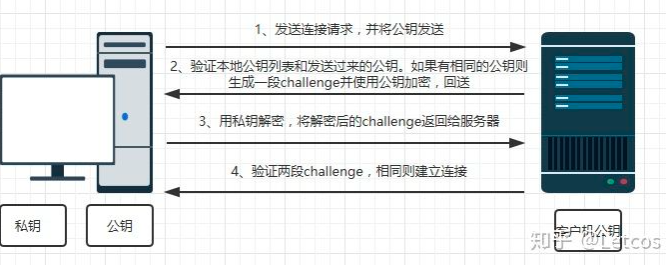 1、发送连接请求，并将公钥发送
2、验证本地公钥列表和发送过来的公钥。如果有相同的公钥则
生成一段challenge并使用公钥加密，回送
3、用私钥解密，将解密后的challenge返回给服务器
4、验证两段challenge，相同则建立连接
私钥
公钥
客户机公钥
知乎 @Letcos